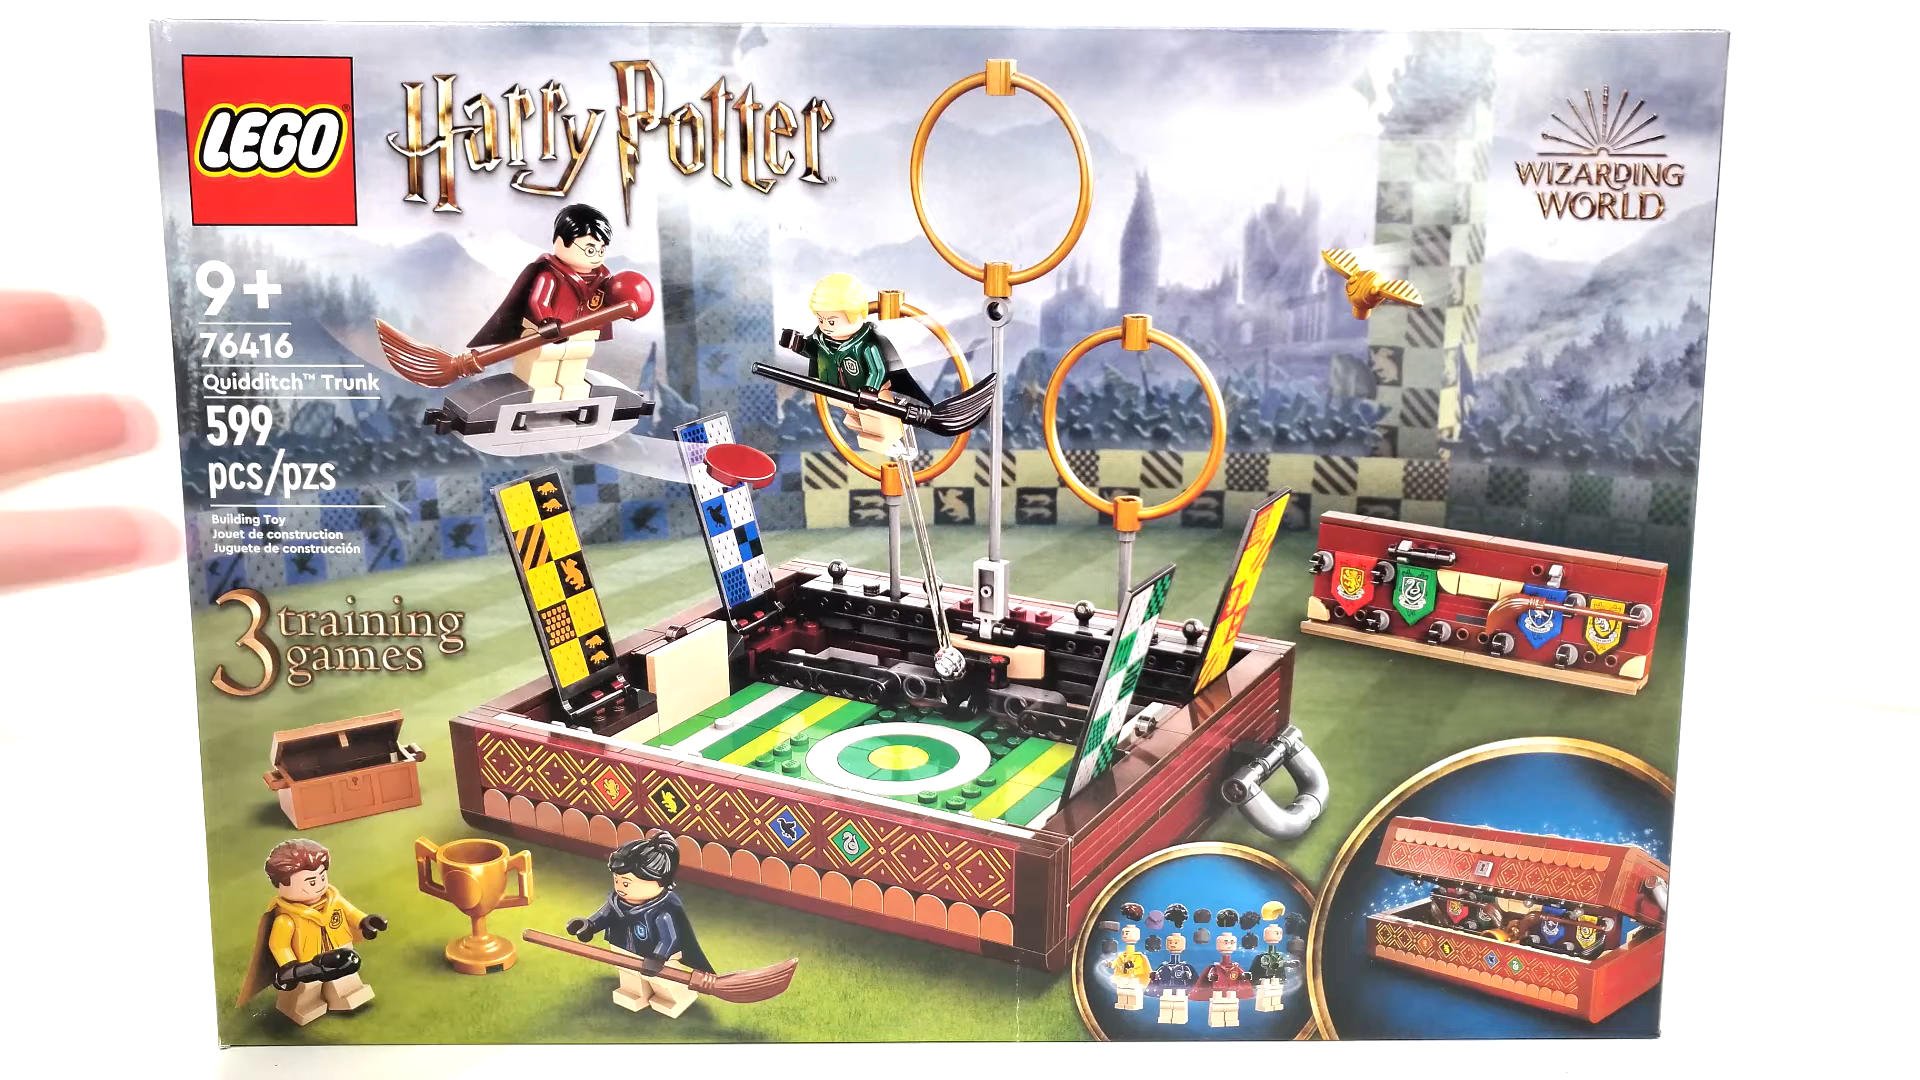 LEGO®
Harry Potter™
WIZARDING
WORLD
9+
76416
Quidditch™ Trunk
599
pcs/pzs
Building Toy
Jouet de construction
Juguete de construcción
3 training
games